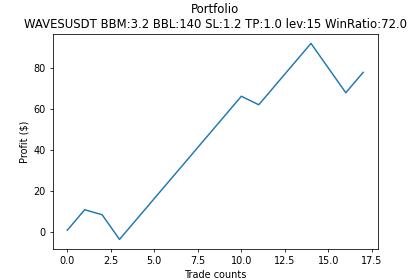 Portfolio
WAVESUSDT BBM:3.2 BBL:140 SL:1.2 TP:1.0 lev:15 WinRatio:72.0
80
60
40
20
0
Profit ($)
0.0 2.5 5.0 7.5 10.0 12.5 15.0 17.5
Trade counts